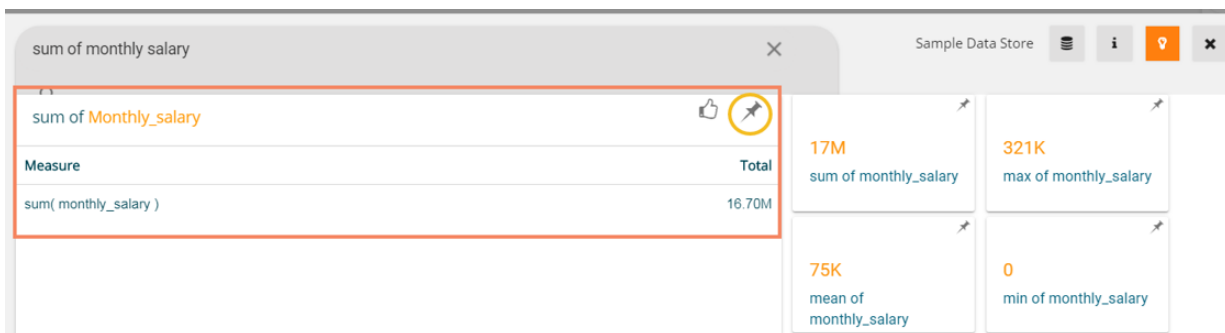 sum of monthly salary
Sample Data Store
sum of Monthly_salary
Measure Total
sum( monthly_salary ) 16.70M
17M
sum of monthly_salary
321K
max of monthly_salary
75K
mean of
monthly_salary
0
min of monthly_salary